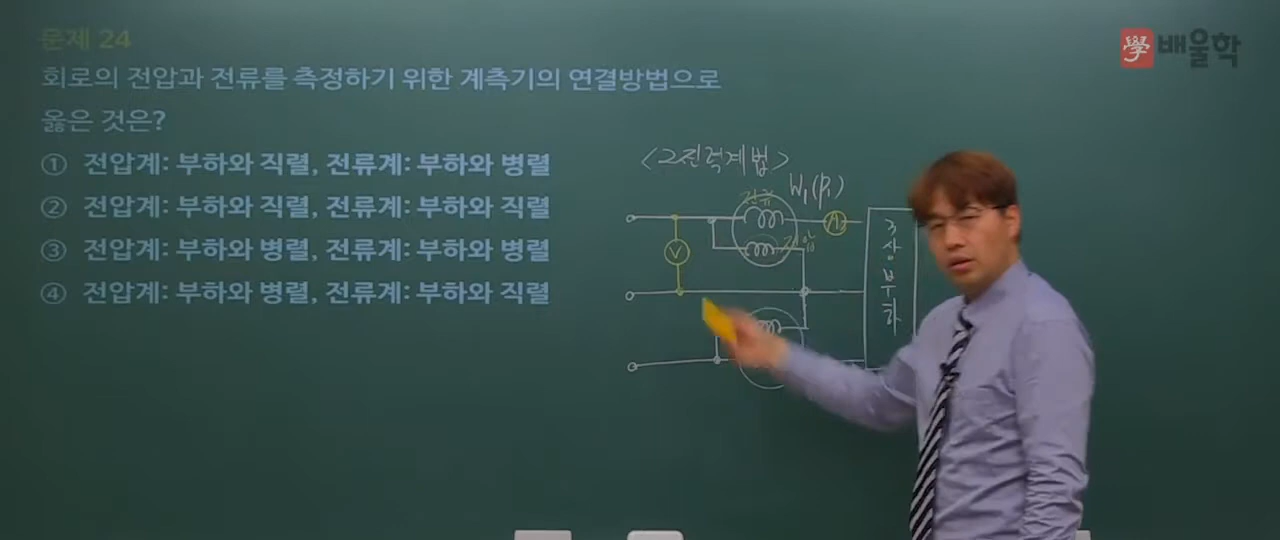 문제 24
學 배울학
회로의 전압과 전류를 측정하기 위한 계측기의 연결방법으로
옳은 것은?
① 전압계: 부하와 직렬, 전류계: 부하와 병렬
② 전압계: 부하와 직렬, 전류계: 부하와 직렬
③ 전압계: 부하와 병렬, 전류계: 부하와 병렬
④ 전압계: 부하와 병렬, 전류계: 부하와 직렬
<2전력계법>
W₁(P₁)
전류
V
전압
3상부하